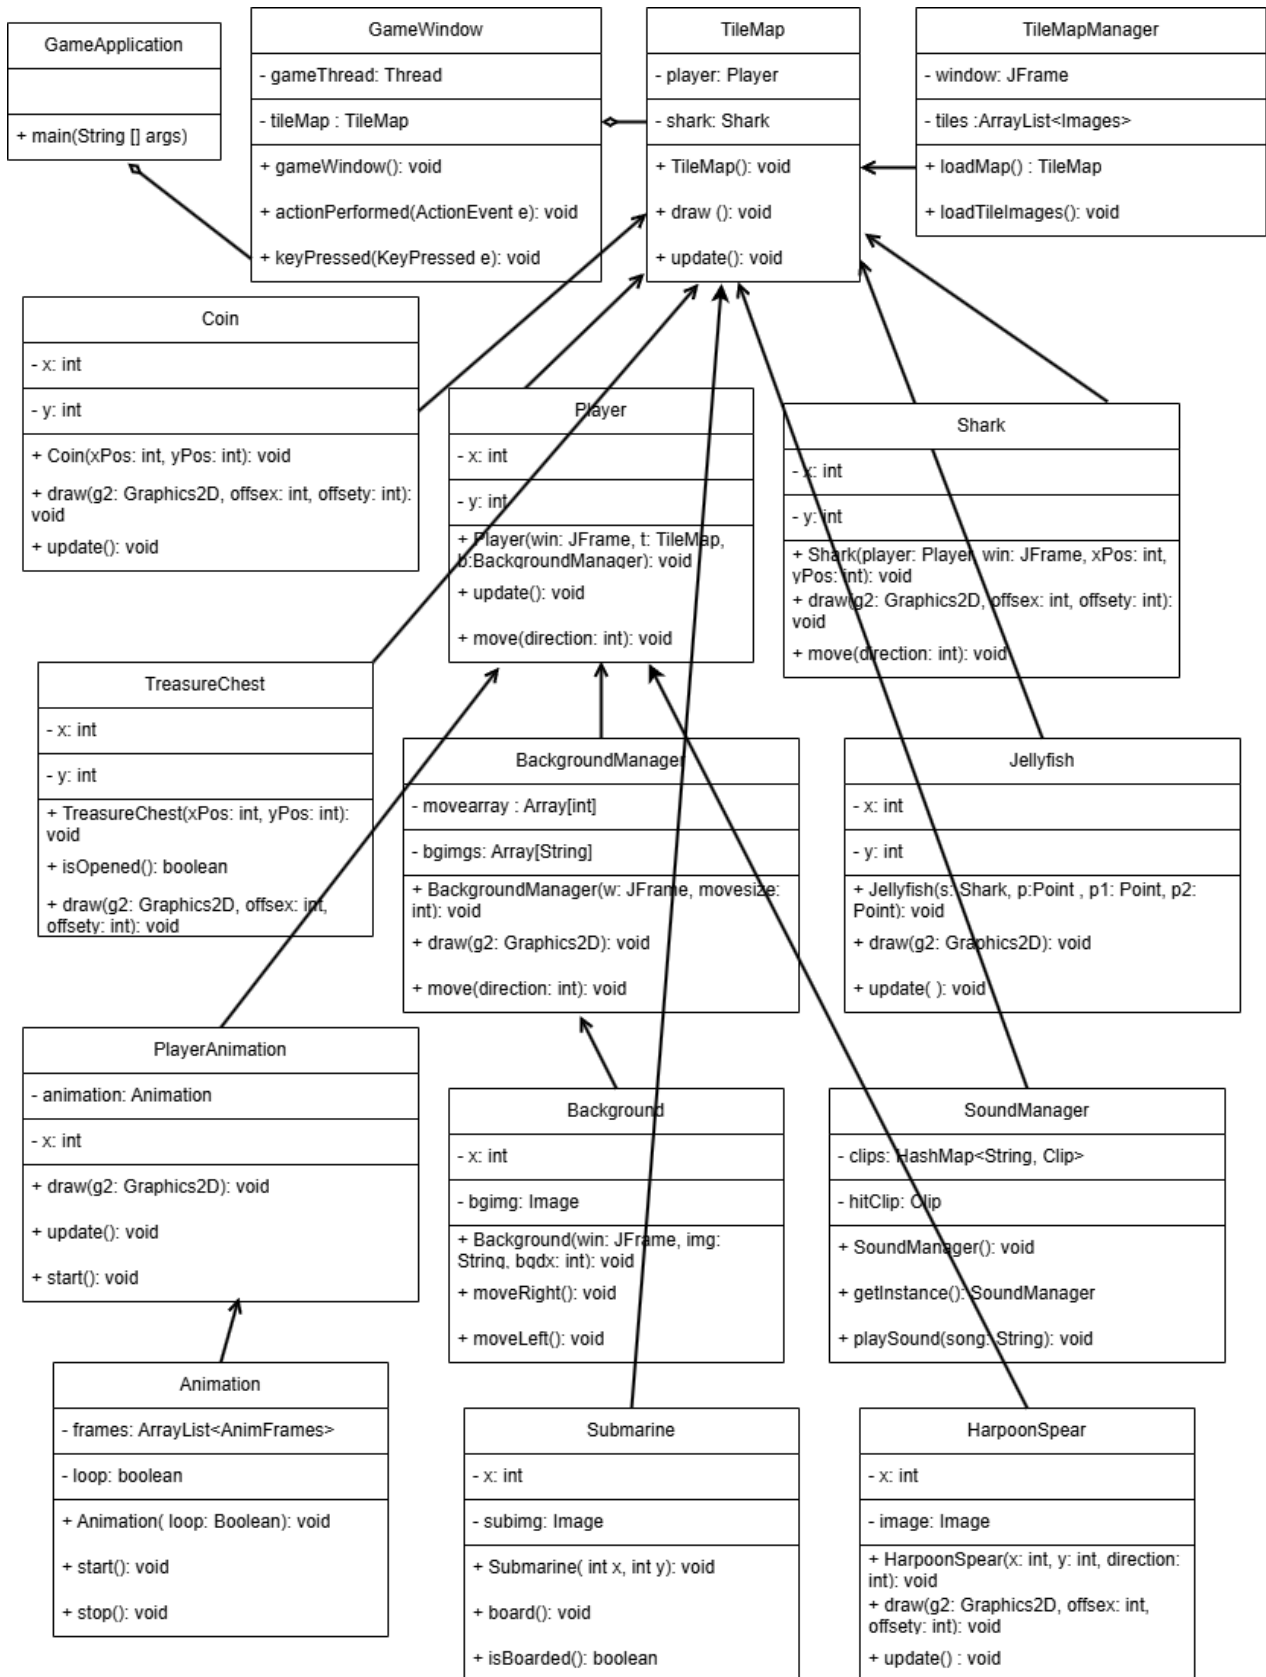 GameApplication
+ main(String [] args)
GameWindow
- gameThread: Thread
- tileMap : TileMap
+ gameWindow(): void
+ actionPerformed(ActionEvent e): void
+ keyPressed(KeyPressed e): void
TileMap
- player: Player
- shark: Shark
+ TileMap(): void
+ draw (): void
+ update(): void
TileMapManager
- window: JFrame
- tiles :ArrayList<Images>
+ loadMap() : TileMap
+ loadTileImages(): void
Coin
- x: int
- y: int
+ Coin(xPos: int, yPos: int): void
+ draw(g2: Graphics2D, offsex: int, offsety: int):
void
+ update(): void
Player
- x: int
- y: int
+ Player(win: JFrame, t: TileMap,
b:BackgroundManager): void
+ update(): void
+ move(direction: int): void
Shark
- x: int
- y: int
+ Shark(player: Player, win: JFrame, xPos: int,
yPos: int): void
+ draw(g2: Graphics2D, offsex: int, offsety: int):
void
+ move(direction: int): void
TreasureChest
- x: int
- y: int
+ TreasureChest(xPos: int, yPos: int):
void
+ isOpened(): boolean
+ draw(g2: Graphics2D, offsex: int,
offsety: int): void
BackgroundManager
- movearray : Array[int]
- bgimgs: Array[String]
+ BackgroundManager(w: JFrame, movesize:
int): void
+ draw(g2: Graphics2D): void
+ move(direction: int): void
Jellyfish
- x: int
- y: int
+ Jellyfish(s: Shark, p:Point , p1: Point, p2:
Point): void
+ draw(g2: Graphics2D): void
+ update( ): void
PlayerAnimation
- animation: Animation
- x: int
+ draw(g2: Graphics2D): void
+ update(): void
+ start(): void
Background
- x: int
- bgimg: Image
+ Background(win: JFrame, img:
String, bgdx: int): void
+ moveRight(): void
+ moveLeft(): void
SoundManager
- clips: HashMap<String, Clip>
- hitClip: Clip
+ SoundManager(): void
+ getInstance(): SoundManager
+ playSound(song: String): void
Animation
- frames: ArrayList<AnimFrames>
- loop: boolean
+ Animation( loop: Boolean): void
+ start(): void
+ stop(): void
Submarine
- x: int
- subimg: Image
+ Submarine( int x, int y): void
+ board(): void
+ isBoarded(): boolean
HarpoonSpear
- x: int
- image: Image
+ HarpoonSpear(x: int, y: int, direction:
int): void
+ draw(g2: Graphics2D, offsex: int,
offsety: int): void
+ update() : void